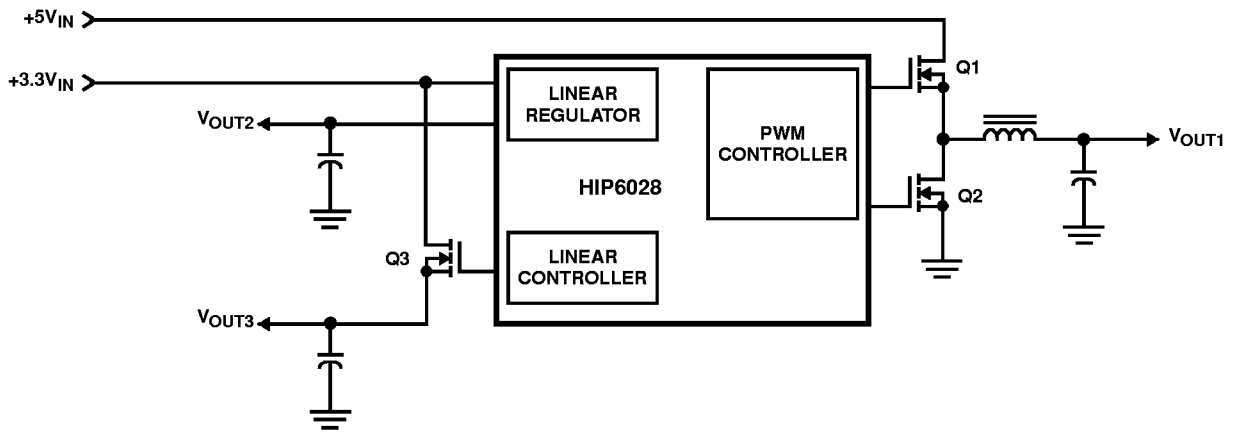 +5VIN
+3.3VIN
VOUT2
LINEAR
REGULATOR
PWM
CONTROLLER
Q1
VOUT1
HIP6028
Q2
Q3
LINEAR
CONTROLLER
VOUT3